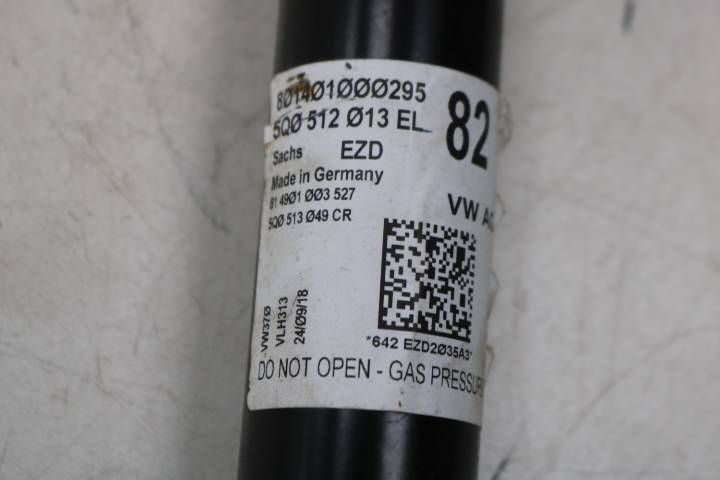 8Ø14Ø1ØØØ295
5QØ 512 Ø13 EL
82
Sachs EZD
Made in Germany
81 49Ø1 ØØ3 527
5QØ 513 Ø49 CR
VW AG
VW37Ø
VLH313
24/Ø9/18
*642 EZD2Ø35A3*
DO NOT OPEN - GAS PRESSURE